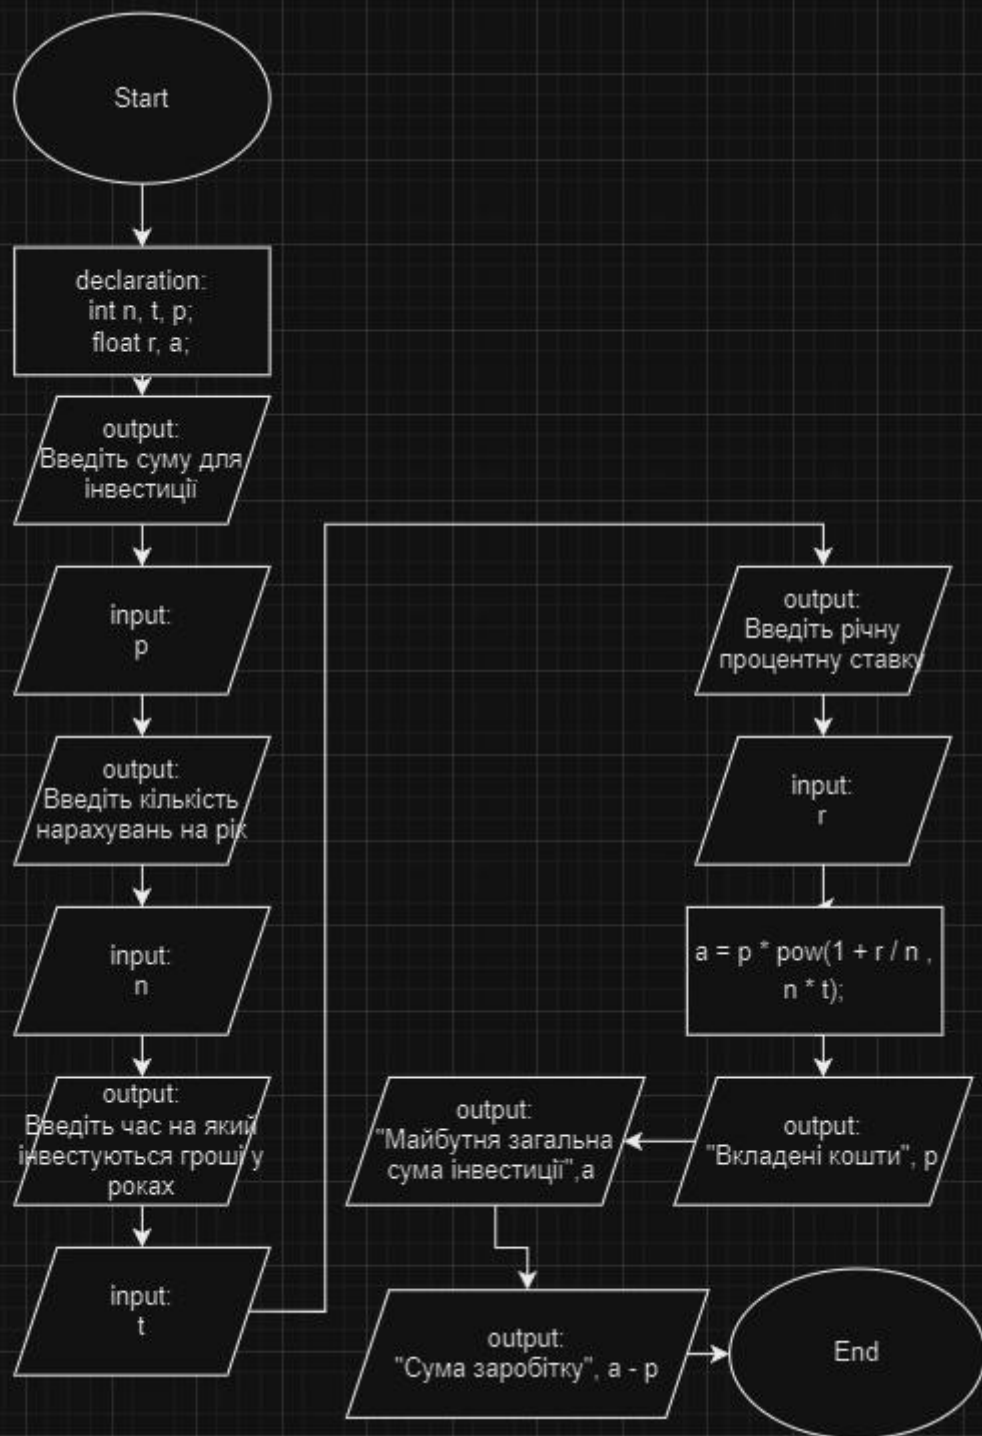 Start
declaration:
int n, t, p;
float r, a;
output:
Введіть суму для
інвестиції
input:
p
output:
Введіть кількість
нарахувань на рік
input:
n
output:
Введіть час на який
інвестуються гроші у
роках
input:
t
output:
Введіть річну
процентну ставку
input:
r
a = p * pow(1 + r / n ,
n * t);
output:
"Вкладені кошти", p
output:
"Майбутня загальна
сума інвестиції",a
output:
"Сума заробітку", a - p
End